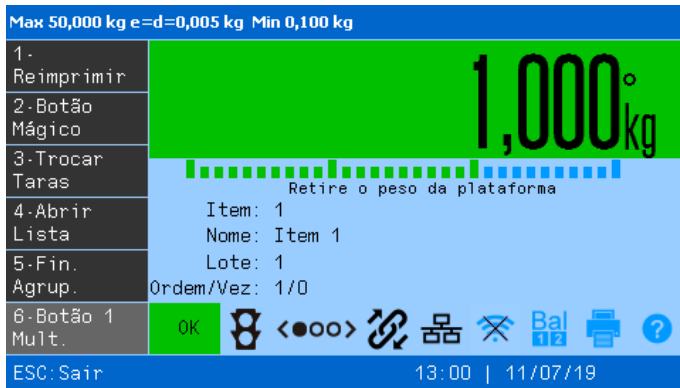 Max 50,000 kg e=d=0,005 kg Min 0,100 kg
1-
Reimprimir
2-Botão
Mágico
3-Trocar
Taras
4-Abrir
Lista
5-Fin.
Agrup.
6-Botão 1
Mult.
1,000 kg
Retire o peso da plataforma
Item: 1
Nome: Item 1
Lote: 1
Ordem/Vez: 1/0
OK
Bal
1 2
?
ESC:Sair
13:00 | 11/07/19